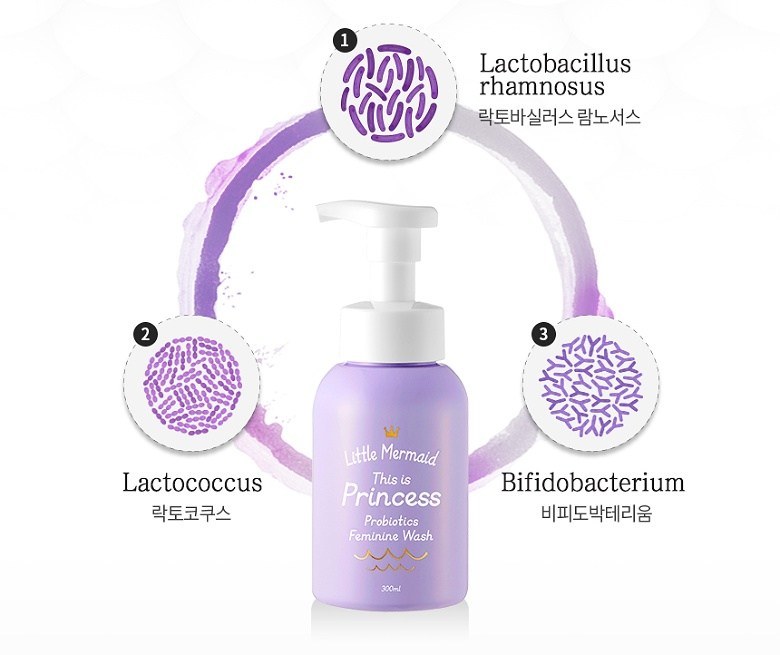 1
Lactobacillus
rhamnosus
락토바실러스 람노서스
2
Lactococcus
락토코쿠스
3
Bifidobacterium
비피도박테리움
Little Mermaid
This is
Princess
Probiotics
Feminine Wash
300ml